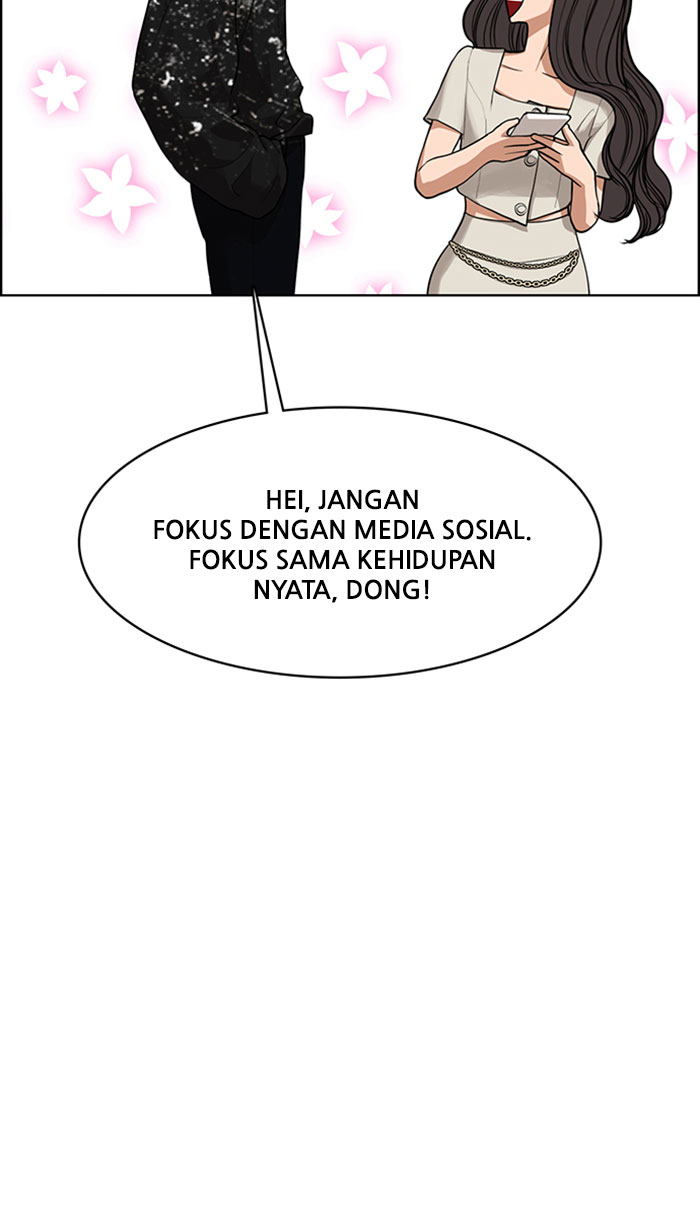 HEI, JANGAN
FOKUS DENGAN MEDIA SOSIAL.
FOKUS SAMA KEHIDUPAN
NYATA, DONG!